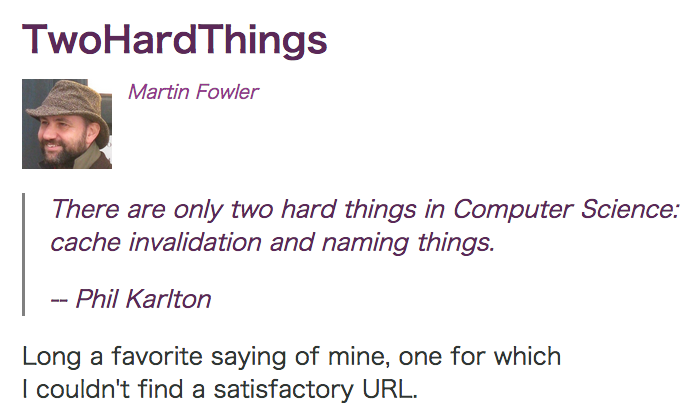 TwoHardThings
Martin Fowler
There are only two hard things in Computer Science:
cache invalidation and naming things.
-- Phil Karlton
Long a favorite saying of mine, one for which
I couldn't find a satisfactory URL.